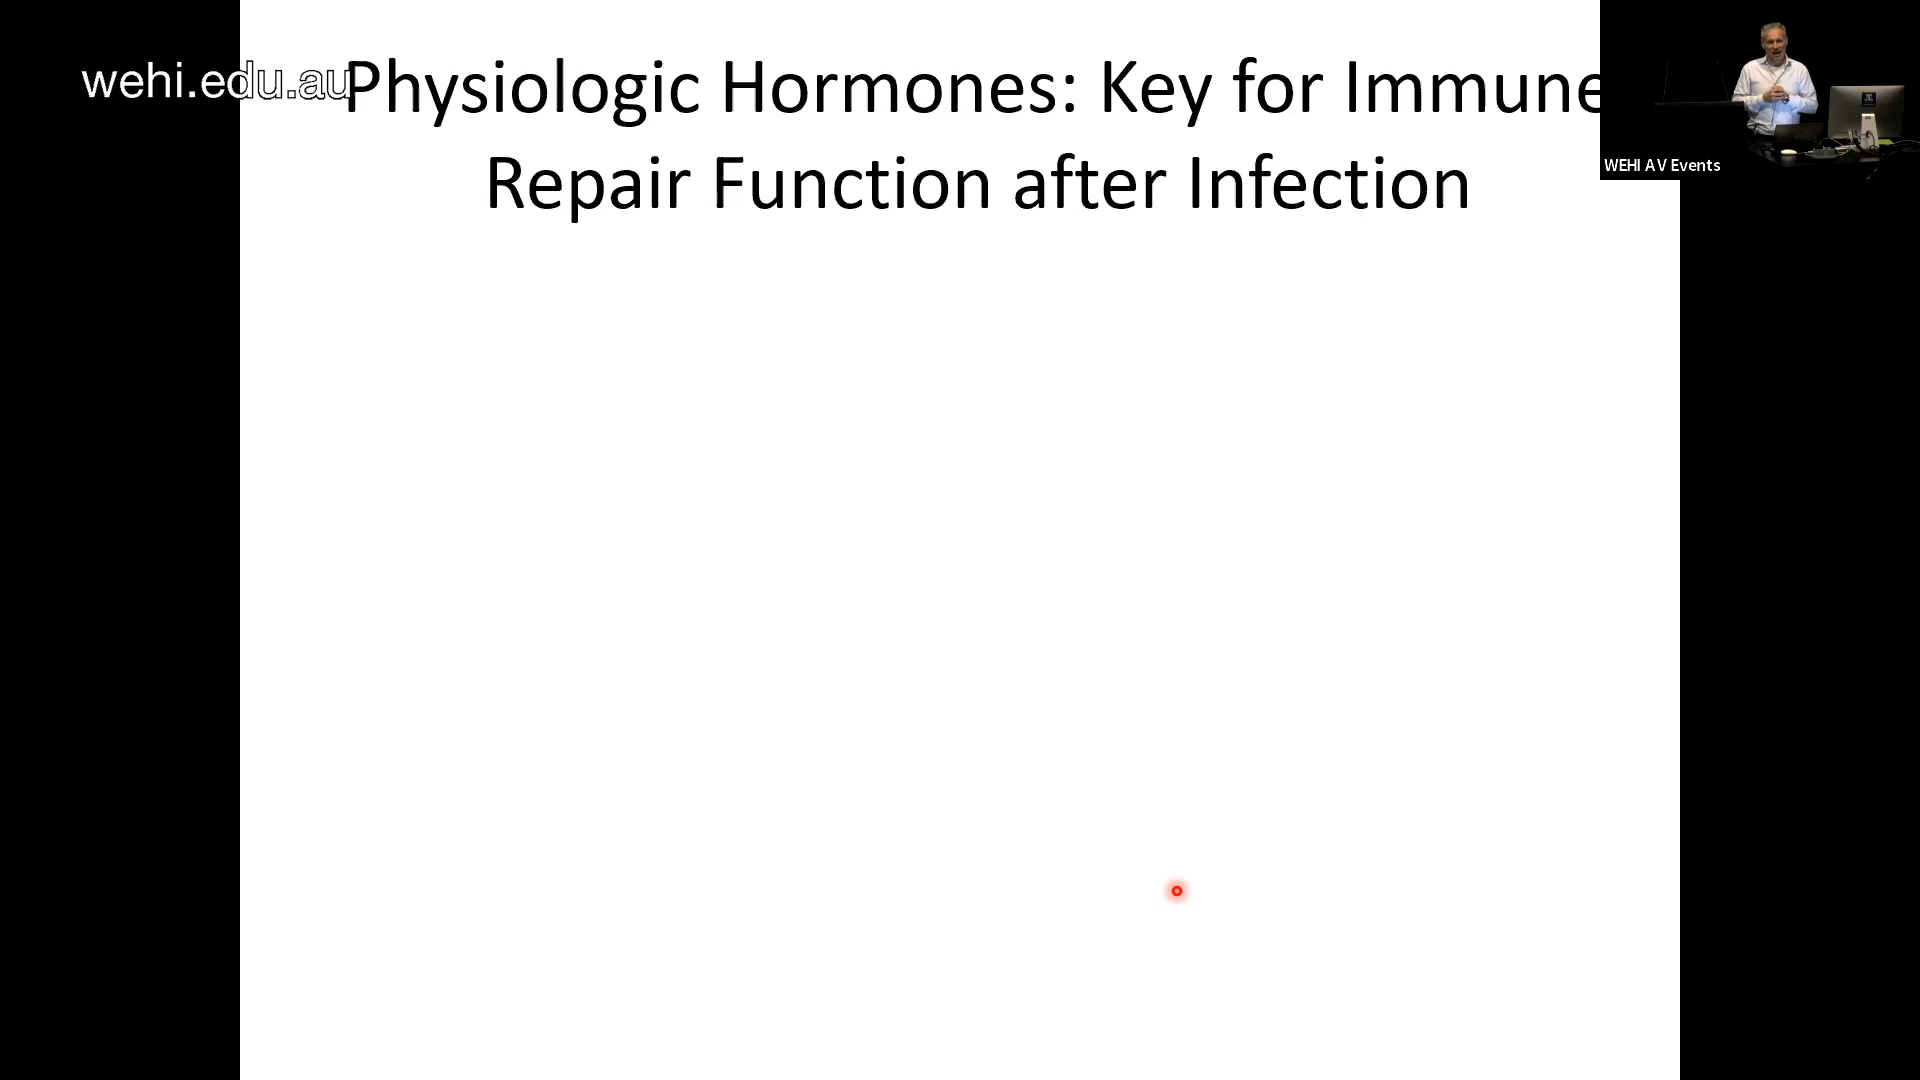 wehi.edu.au
Physiologic Hormones: Key for Immune
Repair Function after Infection
WEHI AV Events